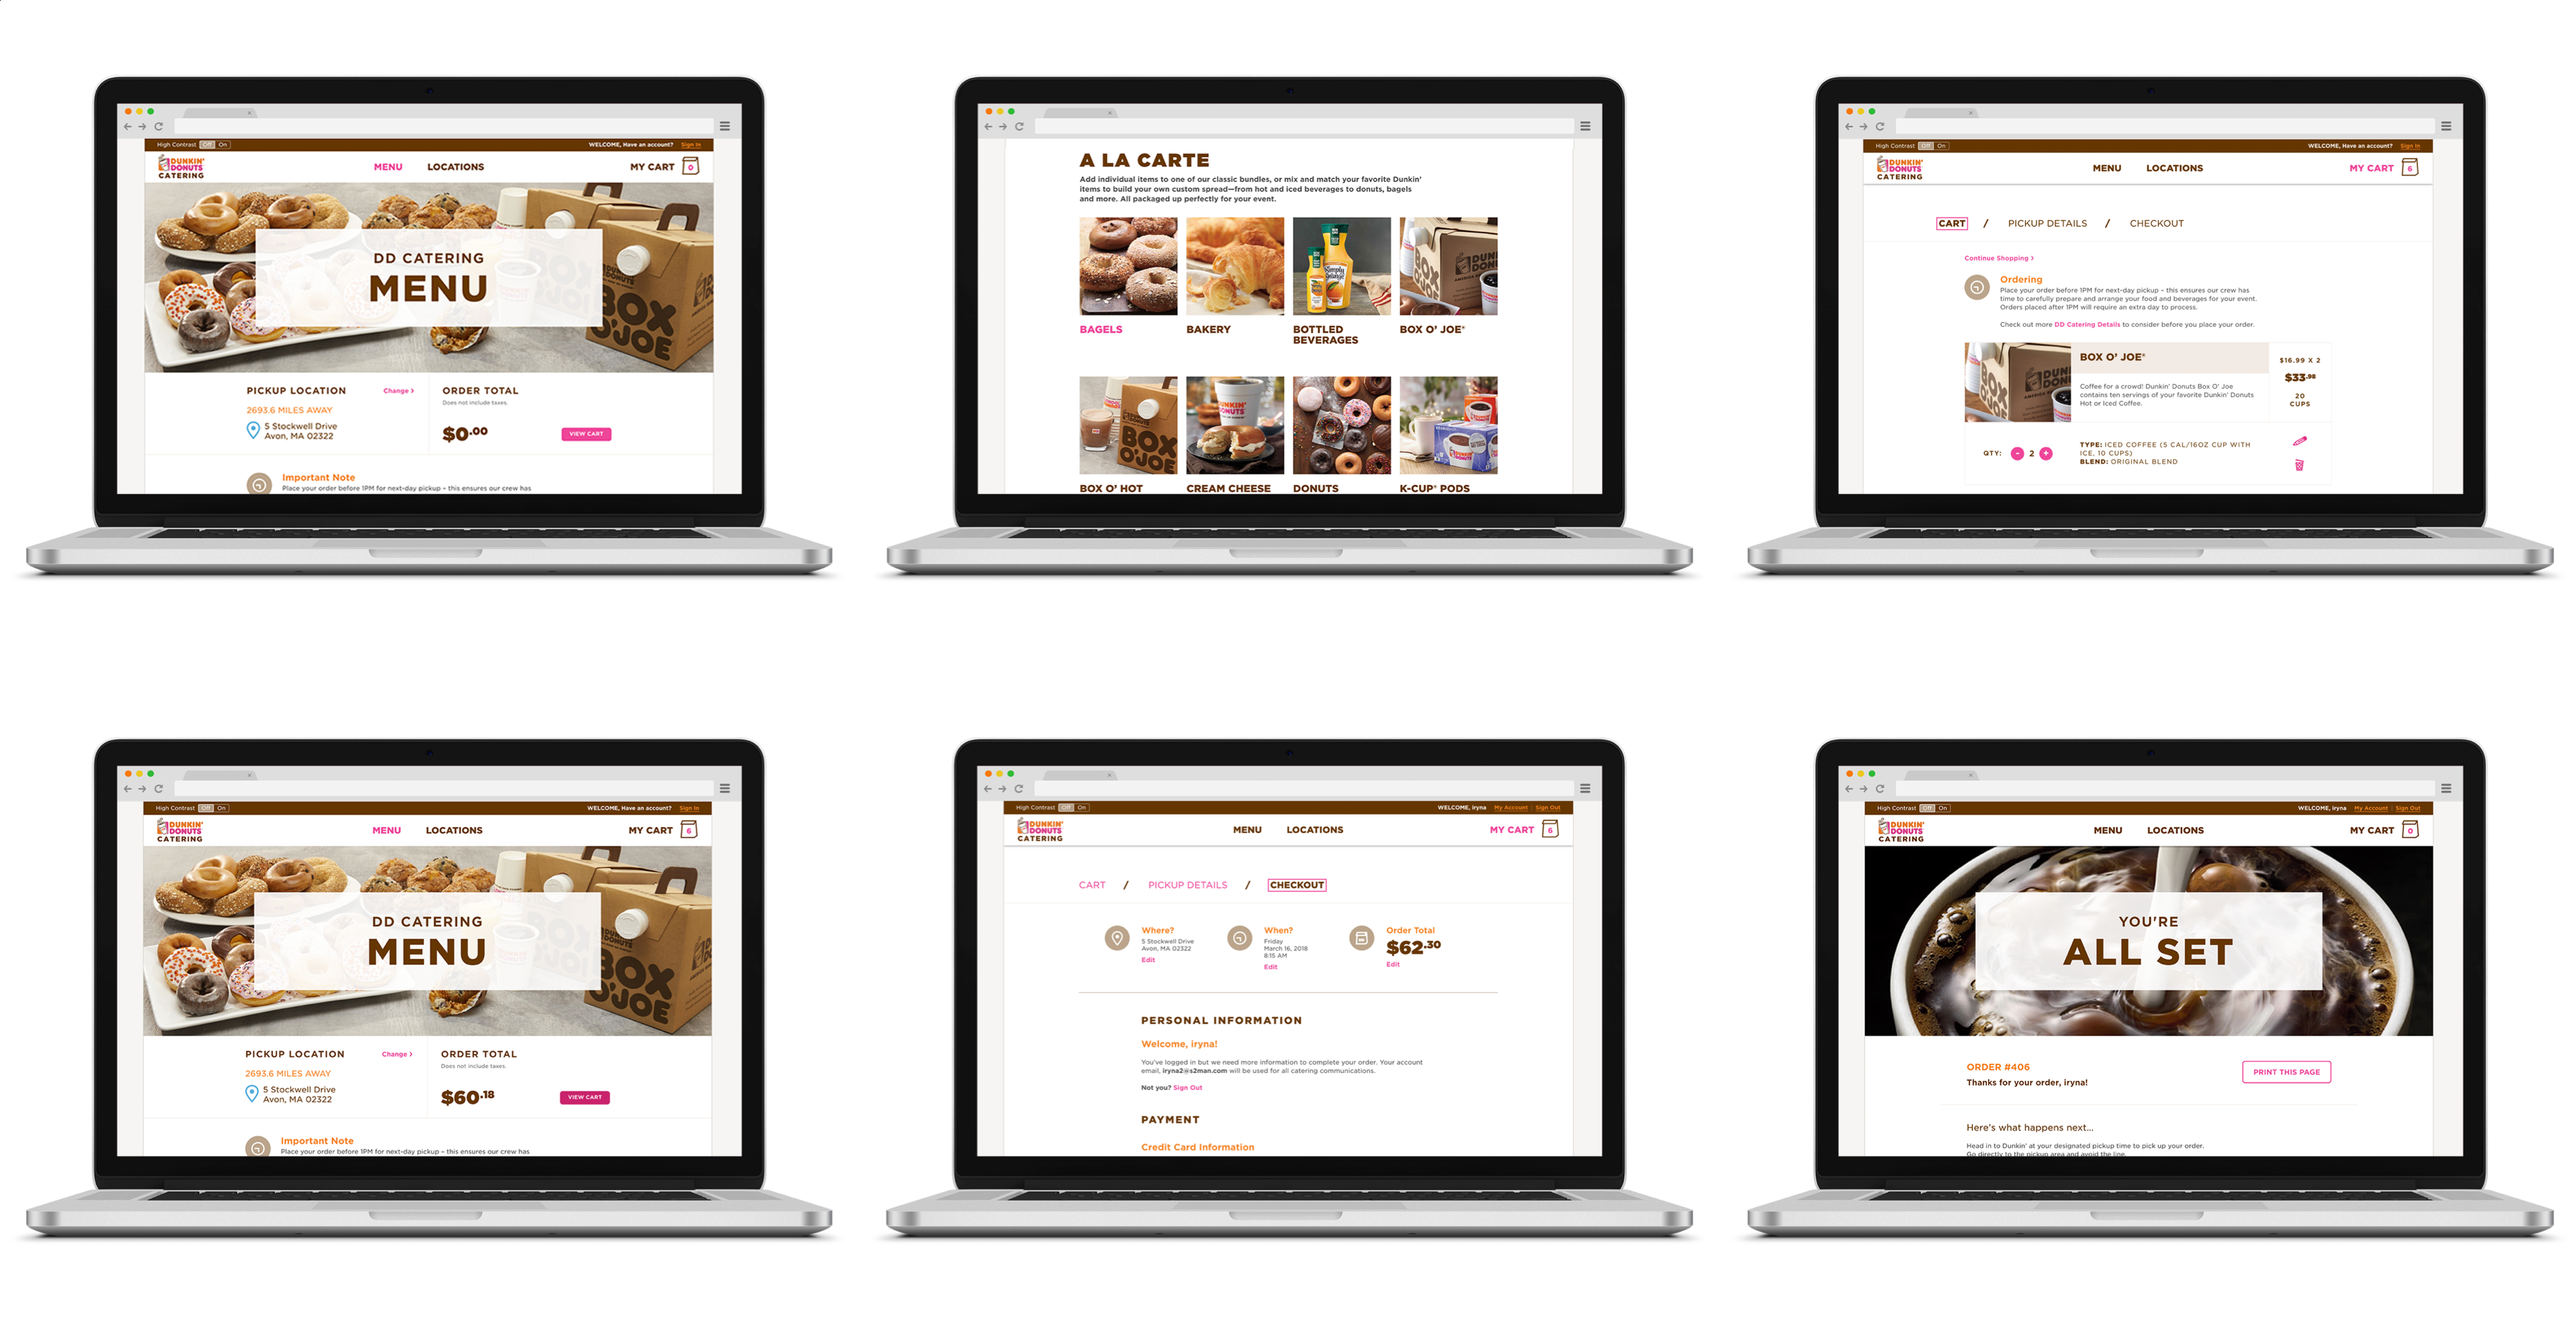 High Contrast Off On
WELCOME, Have an account? Sign In
DUNKIN'
DONUTS
CATERING
MENU
LOCATIONS
MY CART 0
DD CATERING
MENU
BOX
O'JOE
PICKUP LOCATION
Change ›
2693.6 MILES AWAY
5 Stockwell Drive
Avon, MA 02322
ORDER TOTAL
Does not include taxes.
$0.00
VIEW CART
Important Note
Place your order before 1PM for next-day pickup – this ensures our crew has
A LA CARTE
Add individual items to one of our classic bundles, or mix and match your favorite Dunkin'
items to build your own custom spread—from hot and iced beverages to donuts, bagels
and more. All packaged up perfectly for your event.
Simply
BOX
DUNKIN'
DONUTS
BAGELS
BAKERY
BOTTLED
BEVERAGES
BOX O' JOE®
BOX
O'JOE
DUNKIN'
DONUTS
BOX O' HOT
CREAM CHEESE
DONUTS
K-CUP® PODS
High Contrast Off On
WELCOME, Have an account? Sign In
DUNKIN'
DONUTS
CATERING
MENU
LOCATIONS
MY CART 6
CART / PICKUP DETAILS / CHECKOUT
Continue Shopping ›
Ordering
Place your order before 1PM for next-day pickup – this ensures our crew has
time to carefully prepare and arrange your food and beverages for your event.
Orders placed after 1PM will require an extra day to process.
Check out more DD Catering Details to consider before you place your order.
BOX O' JOE®
Coffee for a crowd! Dunkin' Donuts Box O' Joe
contains ten servings of your favorite Dunkin' Donuts
Hot or Iced Coffee.
$16.99 X 2
$33.98
20
CUPS
QTY: - 2 +
TYPE: ICED COFFEE (5 CAL/16OZ CUP WITH
ICE, 10 CUPS)
BLEND: ORIGINAL BLEND
High Contrast Off On
WELCOME, Have an account? Sign In
DUNKIN'
DONUTS
CATERING
MENU
LOCATIONS
MY CART 6
DD CATERING
MENU
BOX
O'JOE
PICKUP LOCATION
Change ›
2693.6 MILES AWAY
5 Stockwell Drive
Avon, MA 02322
ORDER TOTAL
Does not include taxes.
$60.18
VIEW CART
Important Note
Place your order before 1PM for next-day pickup – this ensures our crew has
High Contrast Off On
WELCOME, iryna My Account | Sign Out
DUNKIN'
DONUTS
CATERING
MENU
LOCATIONS
MY CART 6
CART / PICKUP DETAILS / CHECKOUT
Where?
5 Stockwell Drive
Avon, MA 02322
Edit
When?
Friday
March 16, 2018
8:15 AM
Edit
Order Total
$62.30
Edit
PERSONAL INFORMATION
Welcome, iryna!
You've logged in but we need more information to complete your order. Your account
email, iryna2@s2man.com will be used for all catering communications.
Not you? Sign Out
PAYMENT
Credit Card Information
High Contrast Off On
WELCOME, iryna My Account | Sign Out
DUNKIN'
DONUTS
CATERING
MENU
LOCATIONS
MY CART 0
YOU'RE
ALL SET
ORDER #406
Thanks for your order, iryna!
PRINT THIS PAGE
Here's what happens next...
Head in to Dunkin' at your designated pickup time to pick up your order.
Go directly to the pickup area and avoid the line.